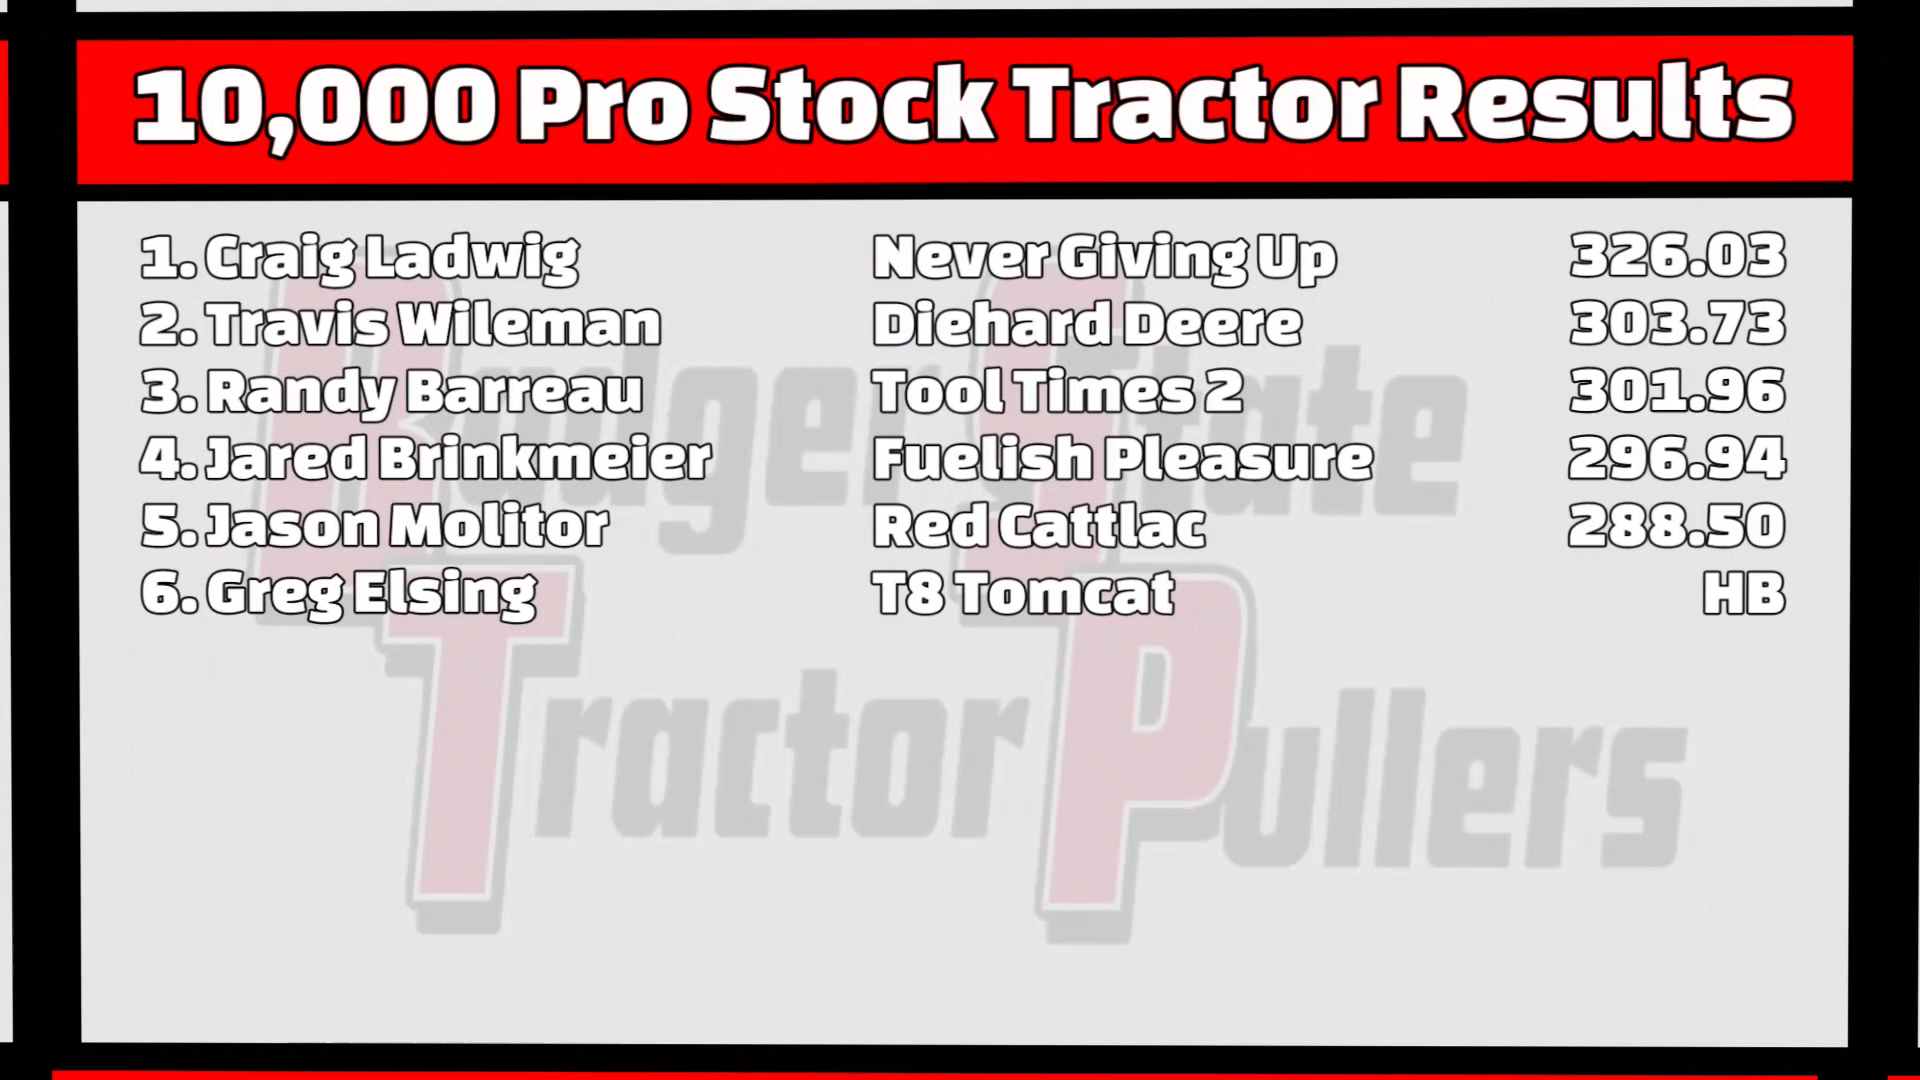 10,000 Pro Stock Tractor Results
1. Craig Ladwig Never Giving Up 326.03
2. Travis Wileman Diehard Deere 303.73
3. Randy Barreau Tool Times 2 301.96
4. Jared Brinkmeier Fuelish Pleasure 296.94
5. Jason Molitor Red Cattlac 288.50
6. Greg Elsing T8 Tomcat HB
Badger State
Tractor Pullers